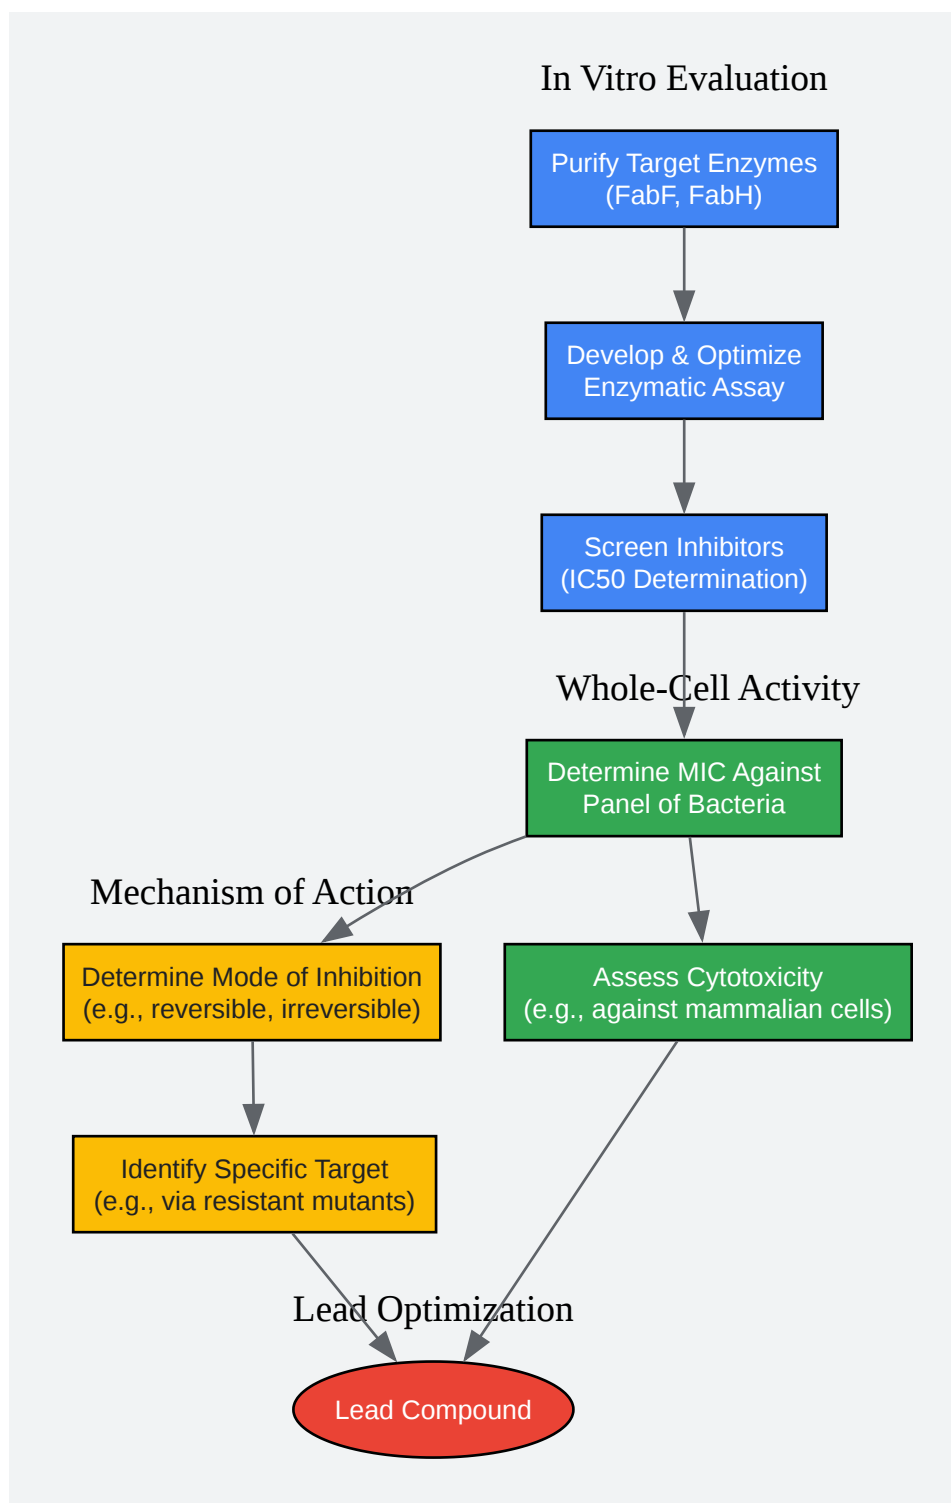 In Vitro Evaluation
Purify Target Enzymes
(FabF, FabH)
Develop & Optimize
Enzymatic Assay
Screen Inhibitors
(IC50 Determination)
Whole-Cell Activity
Determine MIC Against
Panel of Bacteria
Mechanism of Action
Determine Mode of Inhibition
(e.g., reversible, irreversible)
Assess Cytotoxicity
(e.g., against mammalian cells)
Identify Specific Target
(e.g., via resistant mutants)
Lead Optimization
Lead Compound